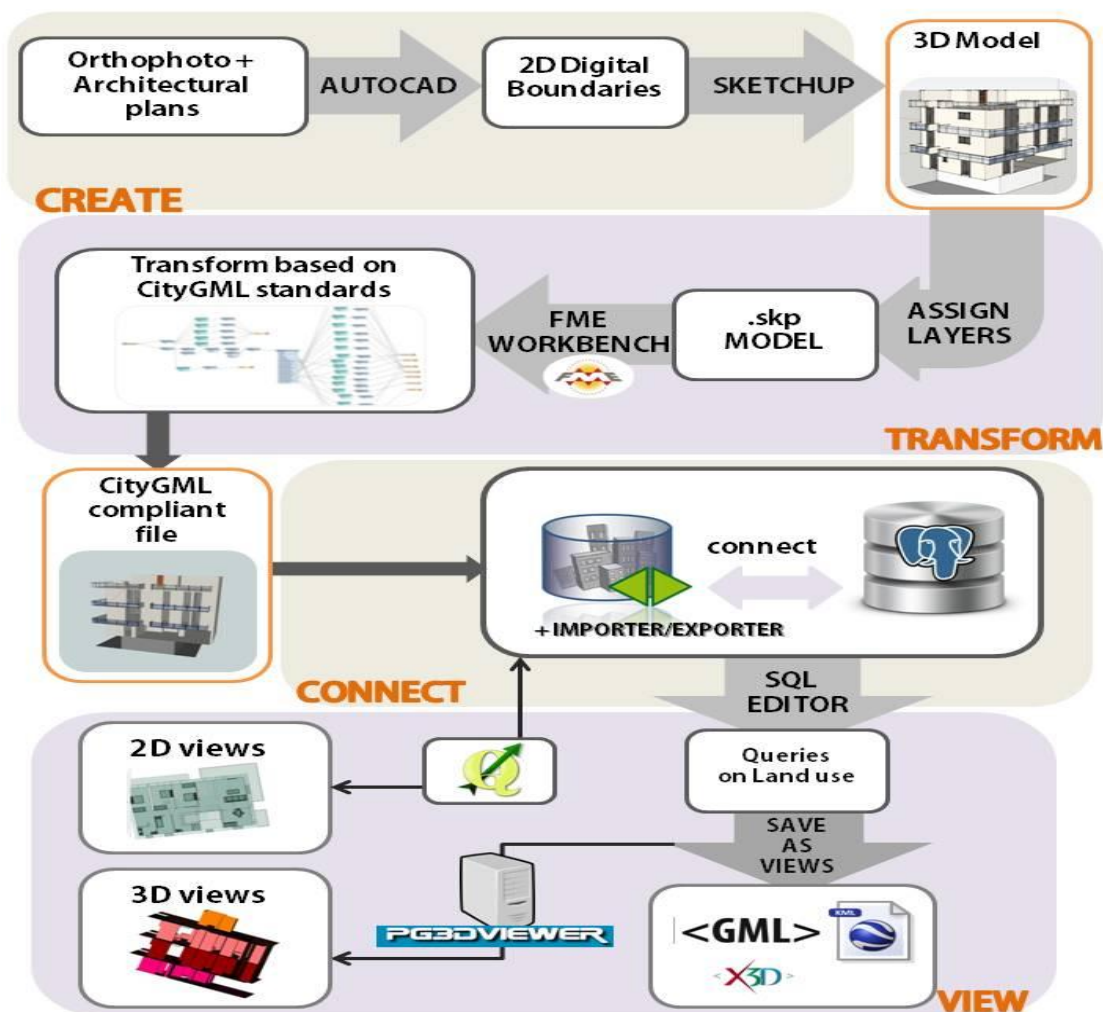 Orthophoto +
Architectural
plans
AUTOCAD
2D Digital
Boundaries
SKETCHUP
3D Model
CREATE
Transform based on
CityGML standards
FME
WORKBENCH
FME
.skp
MODEL
ASSIGN
LAYERS
TRANSFORM
CityGML
compliant
file
connect
+ IMPORTER/EXPORTER
CONNECT
SQL
EDITOR
2D views
Q
Queries
on Land use
SAVE
AS
VIEWS
3D views
PG3DVIEWER
<GML>
XML
<X3D>
VIEW